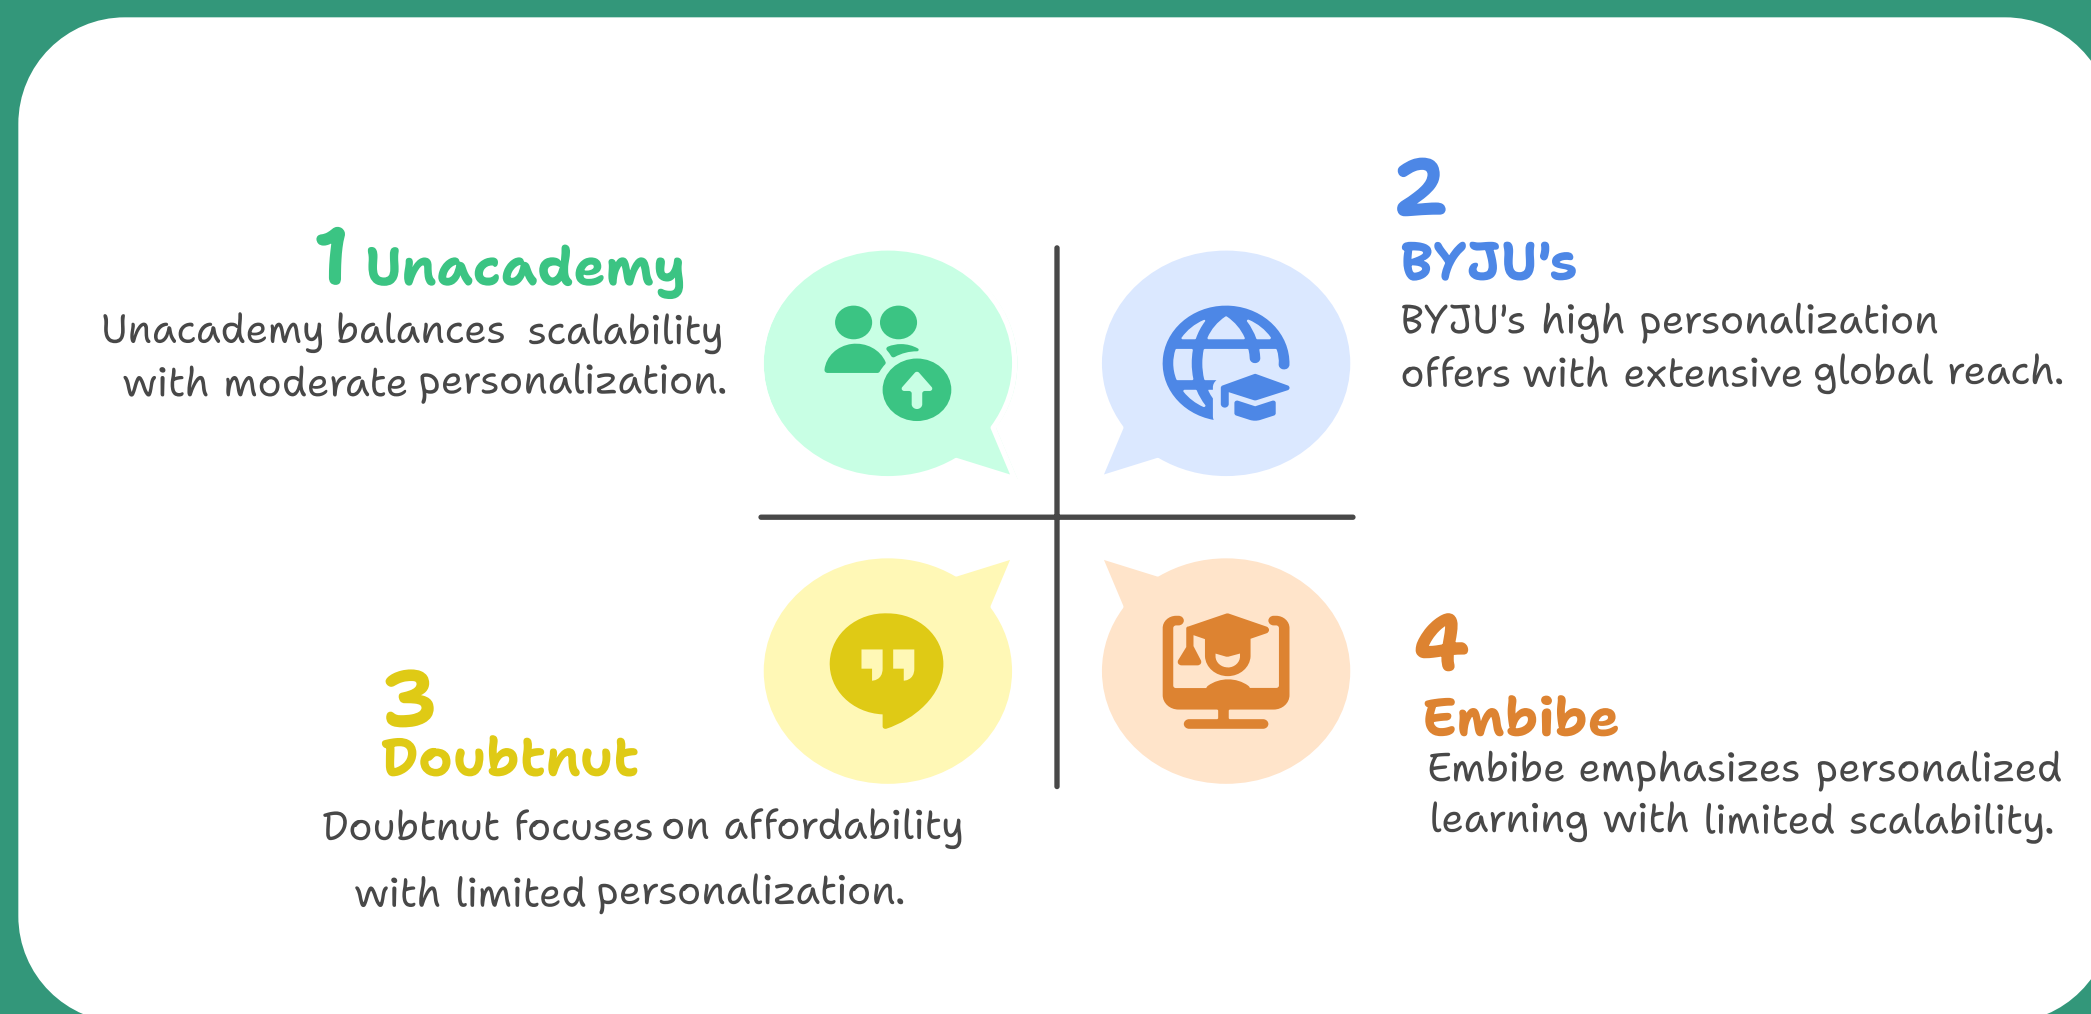 1 Unacademy
Unacademy balances scalability
with moderate personalization.
2
BYJU's
BYJU's high personalization
offers with extensive global reach.
3
Doubtnut
Doubtnut focuses on affordability
with limited personalization.
4
Embibe
Embibe emphasizes personalized
learning with limited scalability.